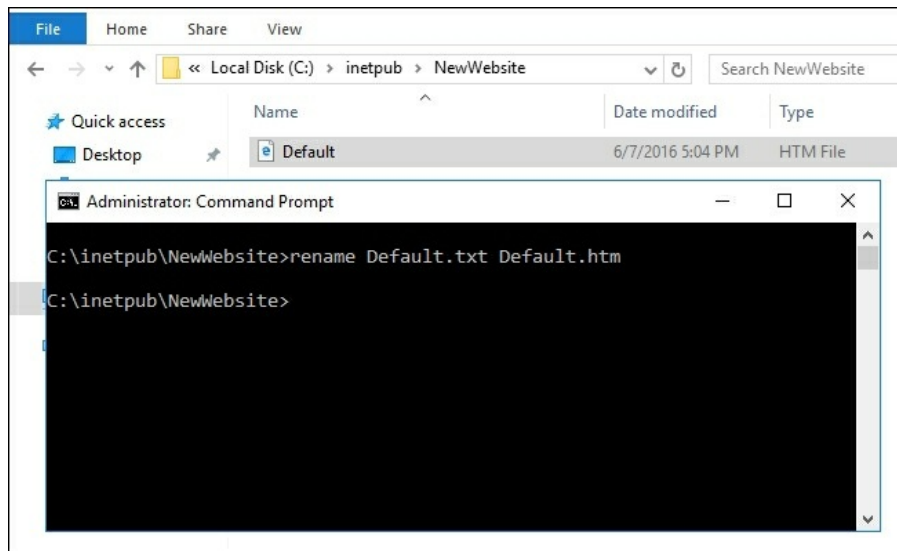 File Home Share View
« Local Disk (C:) › inetpub › NewWebsite Search NewWebsite
Quick access Name Date modified Type
Desktop Default 6/7/2016 5:04 PM HTM File
C:\. Administrator: Command Prompt
C:\inetpub\NewWebsite>rename Default.txt Default.htm
C:\inetpub\NewWebsite>